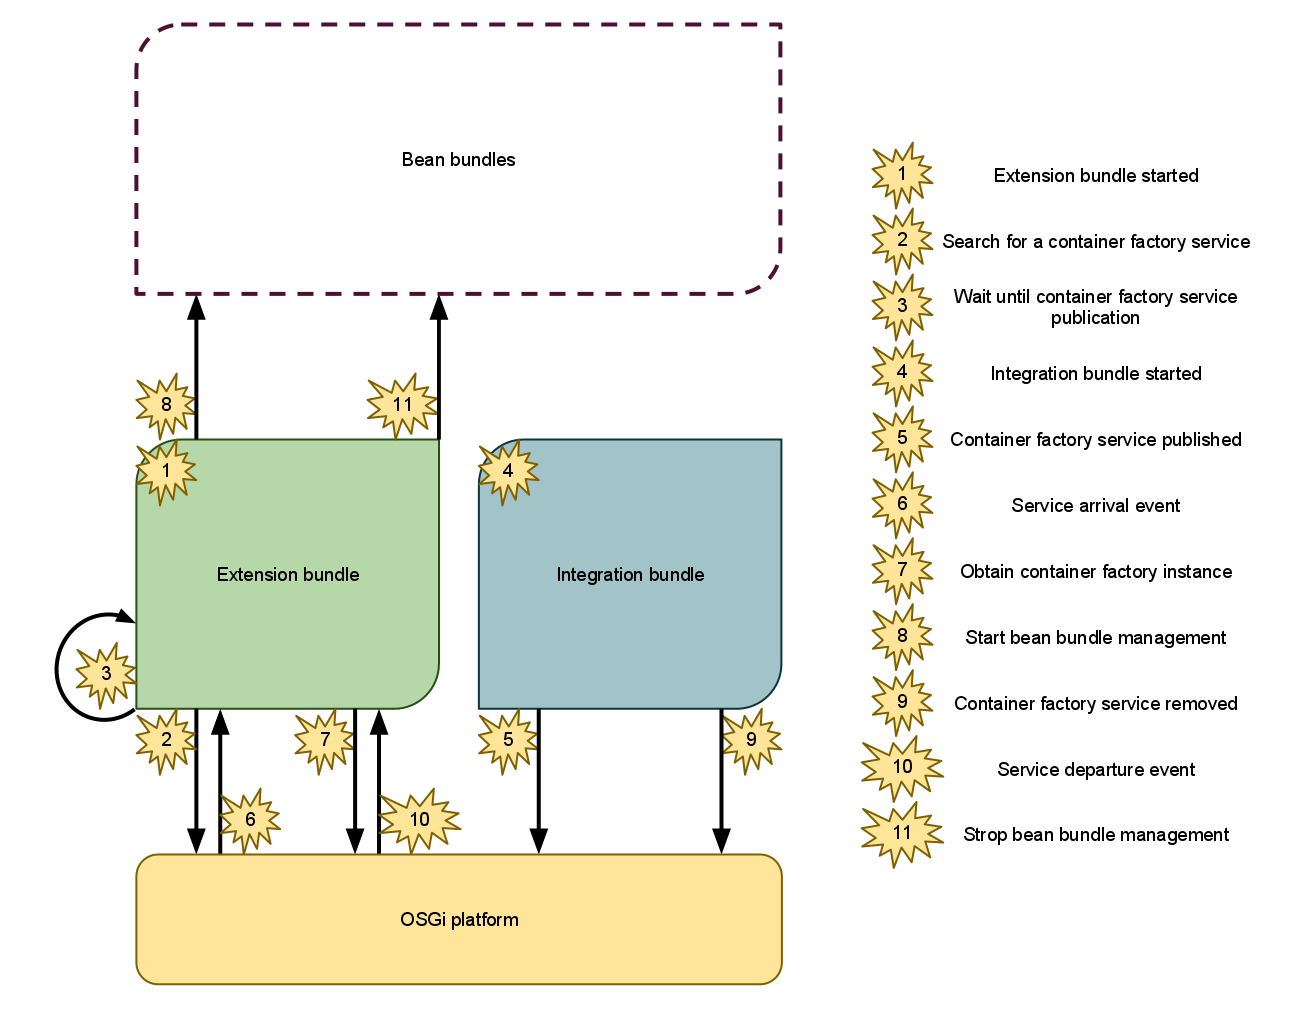 Bean bundles
8
11
1
4
Extension bundle
Integration bundle
3
2
7
5
9
6
10
OSGi platform
1
Extension bundle started
2
Search for a container factory service
3
Wait until container factory service
publication
4
Integration bundle started
5
Container factory service published
6
Service arrival event
7
Obtain container factory instance
8
Start bean bundle management
9
Container factory service removed
10
Service departure event
11
Strop bean bundle management